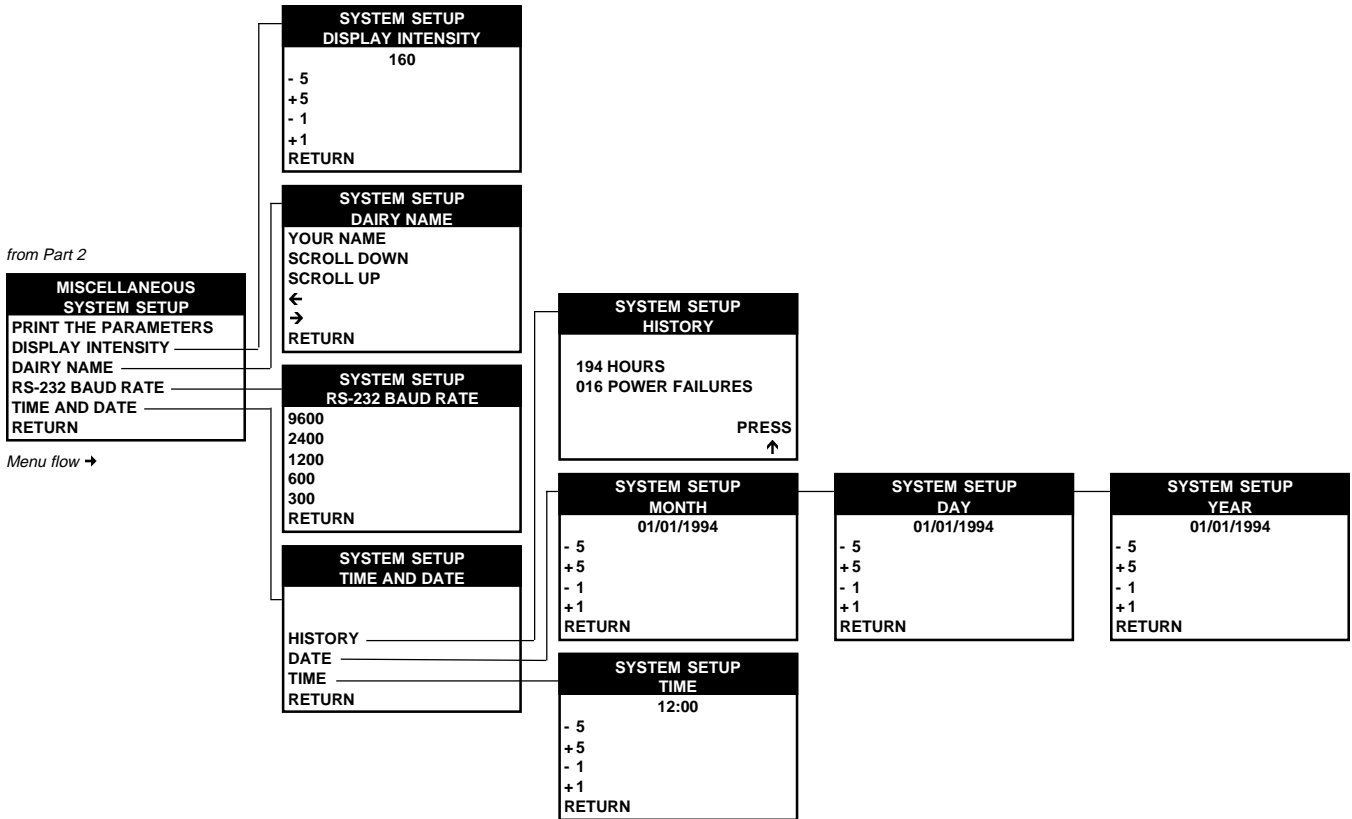 from Part 2
MISCELLANEOUS
SYSTEM SETUP
PRINT THE PARAMETERS
DISPLAY INTENSITY
DAIRY NAME
RS-232 BAUD RATE
TIME AND DATE
RETURN
Menu flow →
SYSTEM SETUP
DISPLAY INTENSITY
160
- 5
+5
- 1
+1
RETURN
SYSTEM SETUP
DAIRY NAME
YOUR NAME
SCROLL DOWN
SCROLL UP
←
→
RETURN
SYSTEM SETUP
RS-232 BAUD RATE
9600
2400
1200
600
300
RETURN
SYSTEM SETUP
TIME AND DATE
HISTORY
DATE
TIME
RETURN
SYSTEM SETUP
HISTORY
194 HOURS
016 POWER FAILURES
PRESS
↑
SYSTEM SETUP
MONTH
01/01/1994
- 5
+5
- 1
+1
RETURN
SYSTEM SETUP
DAY
01/01/1994
- 5
+5
- 1
+1
RETURN
SYSTEM SETUP
YEAR
01/01/1994
- 5
+5
- 1
+1
RETURN
SYSTEM SETUP
TIME
12:00
- 5
+5
- 1
+1
RETURN